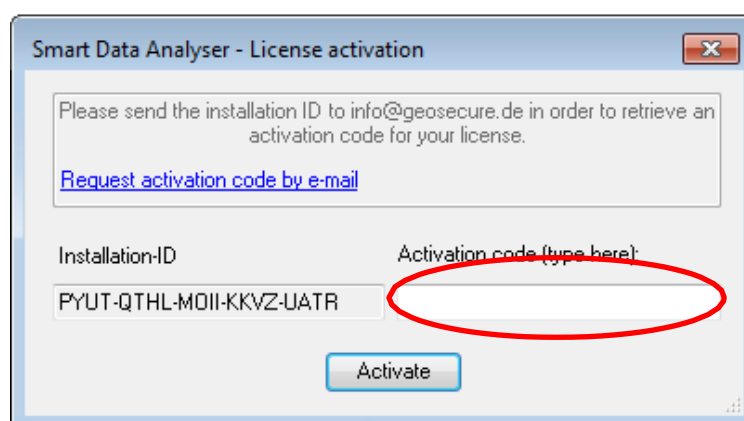 Smart Data Analyser - License activation
Please send the installation ID to info@geosecure.de in order to retrieve an
activation code for your license.
Request activation code by e-mail
Installation-ID
Activation code (type here):
PYUT-QTHL-MOII-KKVZ-UATR
Activate